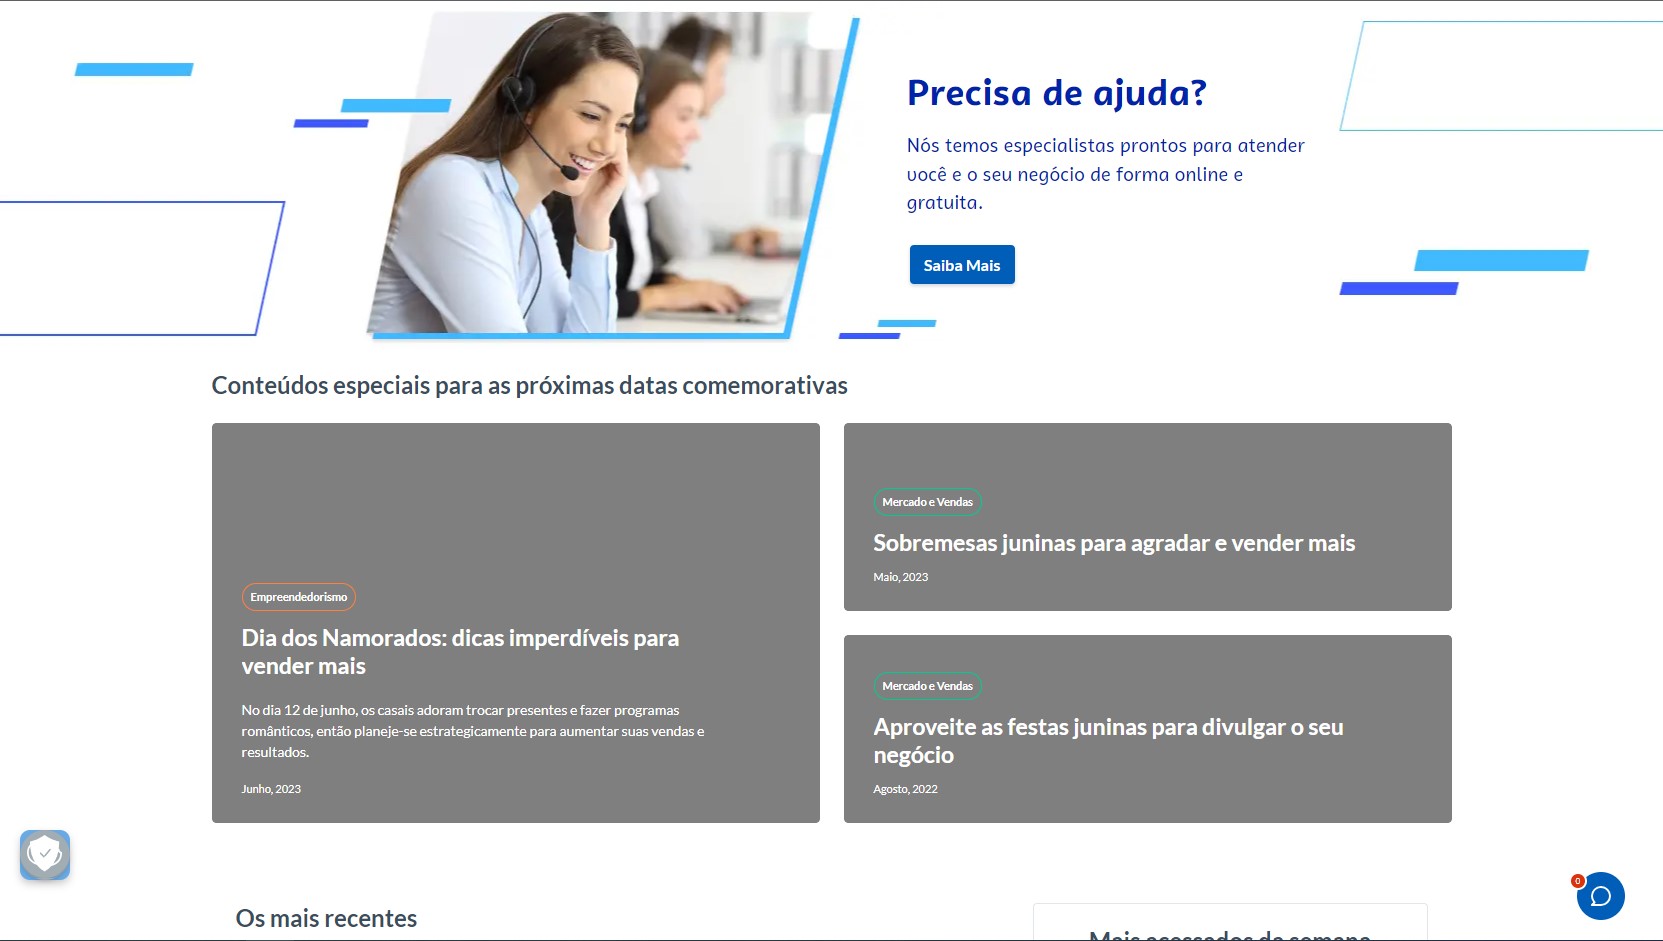 Precisa de ajuda?
Nós temos especialistas prontos para atender
você e o seu negócio de forma online e
gratuita.
Saiba Mais
Conteúdos especiais para as próximas datas comemorativas
Empreendedorismo
Dia dos Namorados: dicas imperdíveis para
vender mais
No dia 12 de junho, os casais adoram trocar presentes e fazer programas
românticos, então planeje-se estrategicamente para aumentar suas vendas e
resultados.
Junho, 2023
Mercado e Vendas
Sobremesas juninas para agradar e vender mais
Maio, 2023
Mercado e Vendas
Aproveite as festas juninas para divulgar o seu
negócio
Agosto, 2022
0
Os mais recentes
Mais acessados da semana